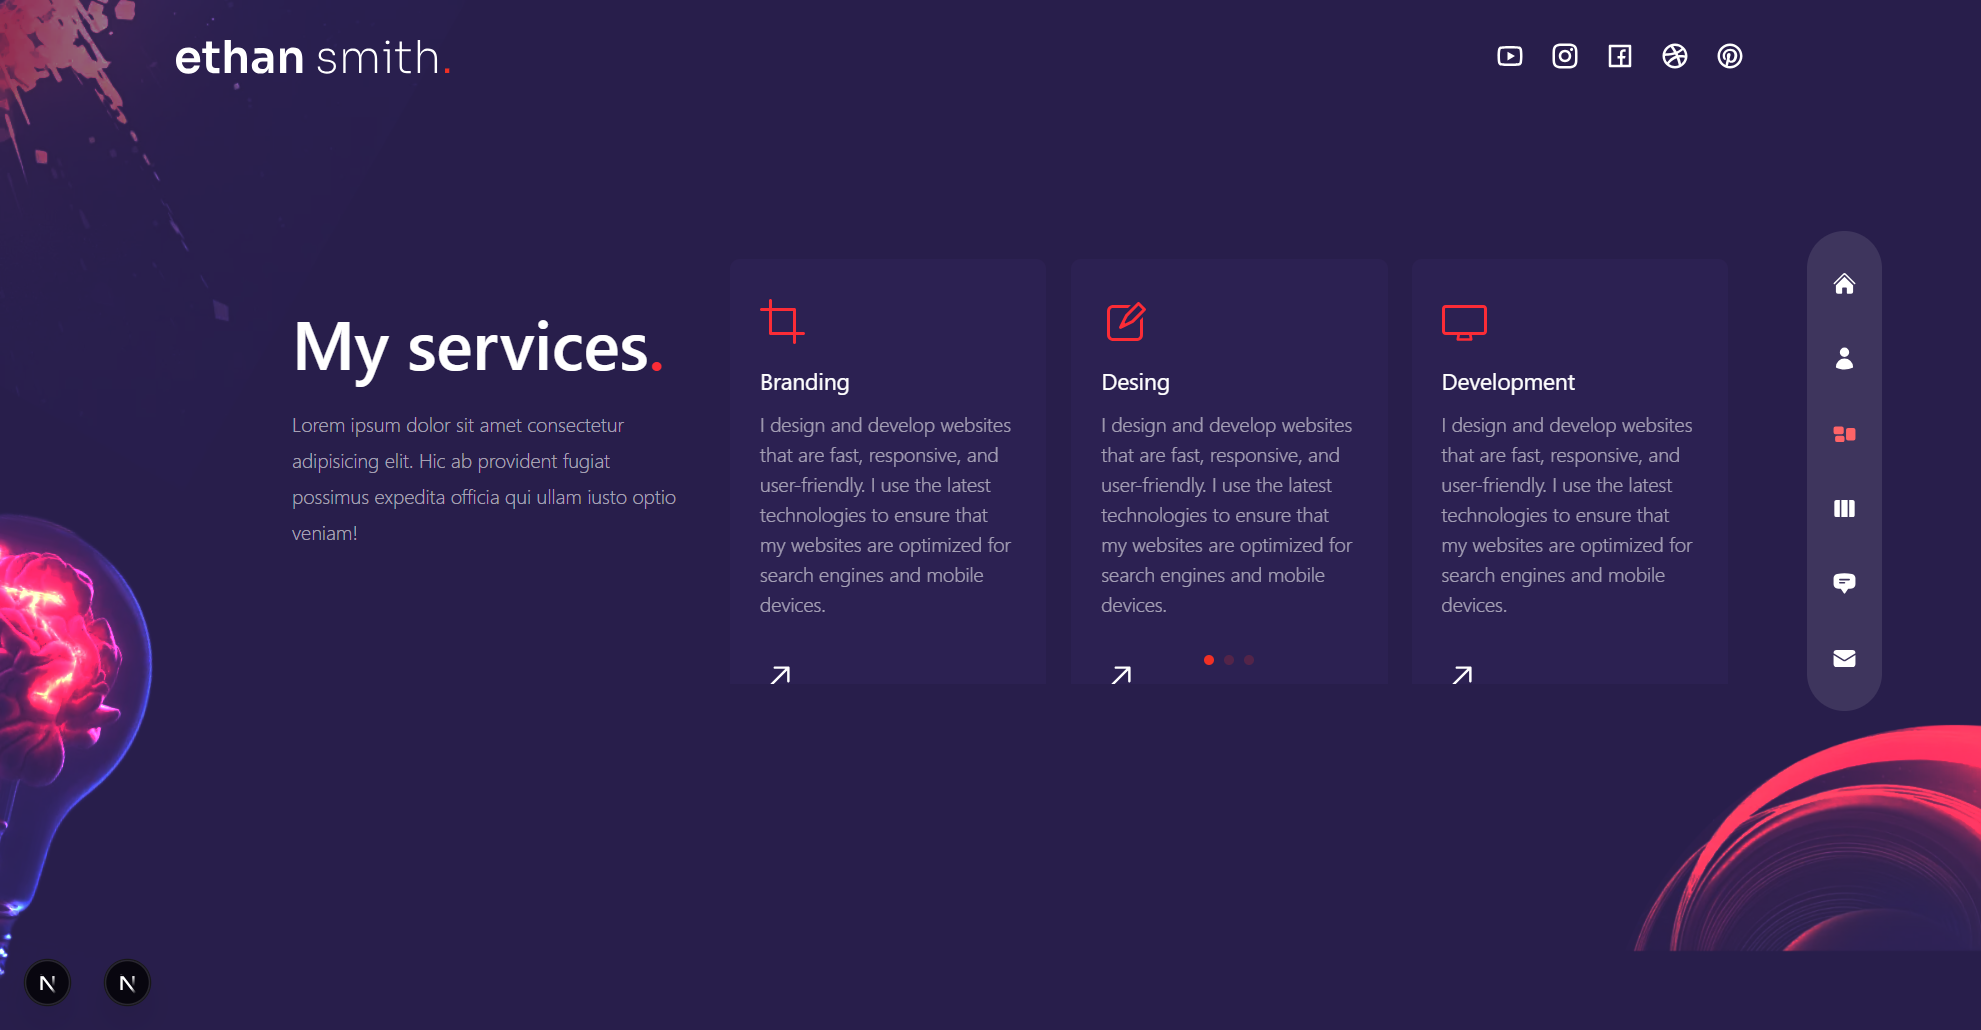 ethan smith.
My services.
Lorem ipsum dolor sit amet consectetur
adipisicing elit. Hic ab provident fugiat
possimus expedita officia qui ullam iusto optio
veniam!
Branding
I design and develop websites
that are fast, responsive, and
user-friendly. I use the latest
technologies to ensure that
my websites are optimized for
search engines and mobile
devices.
Desing
I design and develop websites
that are fast, responsive, and
user-friendly. I use the latest
technologies to ensure that
my websites are optimized for
search engines and mobile
devices.
Development
I design and develop websites
that are fast, responsive, and
user-friendly. I use the latest
technologies to ensure that
my websites are optimized for
search engines and mobile
devices.
N
N